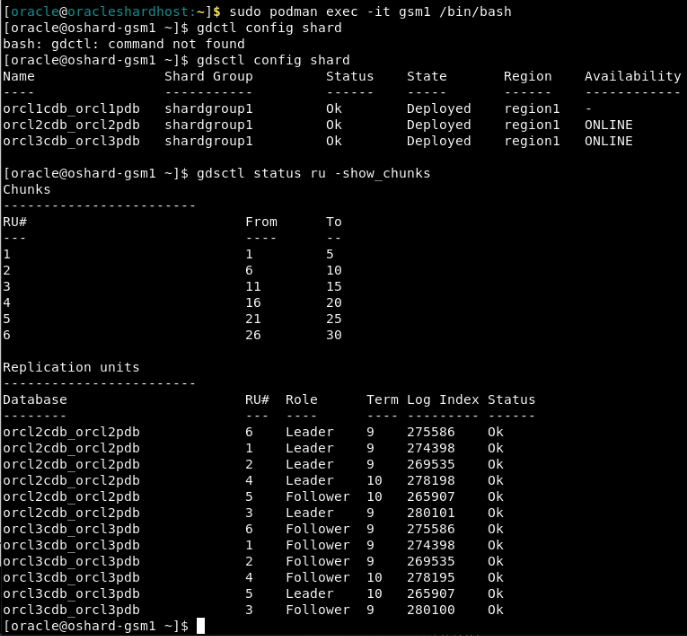 [oracle@oracleshardhost:~]$ sudo podman exec -it gsm1 /bin/bash
[oracle@oshard-gsm1 ~]$ gdctl config shard
bash: gdctl: command not found
[oracle@oshard-gsm1 ~]$ gdsctl config shard
Name                Shard Group         Status    State       Region    Availability
----                -----------         ------    -----       ------    ------------
orcl1cdb_orcl1pdb   shardgroup1         Ok        Deployed    region1   -
orcl2cdb_orcl2pdb   shardgroup1         Ok        Deployed    region1   ONLINE
orcl3cdb_orcl3pdb   shardgroup1         Ok        Deployed    region1   ONLINE
[oracle@oshard-gsm1 ~]$ gdsctl status ru -show_chunks
Chunks
------------------------
RU#                           From      To
---                           ----      --
1                             1         5
2                             6         10
3                             11        15
4                             16        20
5                             21        25
6                             26        30
Replication units
------------------------
Database                      RU#  Role      Term Log Index Status
--------                      ---  ----      ---- --------- ------
orcl2cdb_orcl2pdb             6    Leader    9    275586    Ok
orcl2cdb_orcl2pdb             1    Leader    9    274398    Ok
orcl2cdb_orcl2pdb             2    Leader    9    269535    Ok
orcl2cdb_orcl2pdb             4    Leader    10   278198    Ok
orcl2cdb_orcl2pdb             5    Follower  10   265907    Ok
orcl2cdb_orcl2pdb             3    Leader    9    280101    Ok
orcl3cdb_orcl3pdb             6    Follower  9    275586    Ok
orcl3cdb_orcl3pdb             1    Follower  9    274398    Ok
orcl3cdb_orcl3pdb             2    Follower  9    269535    Ok
orcl3cdb_orcl3pdb             4    Follower  10   278195    Ok
orcl3cdb_orcl3pdb             5    Leader    10   265907    Ok
orcl3cdb_orcl3pdb             3    Follower  9    280100    Ok
[oracle@oshard-gsm1 ~]$